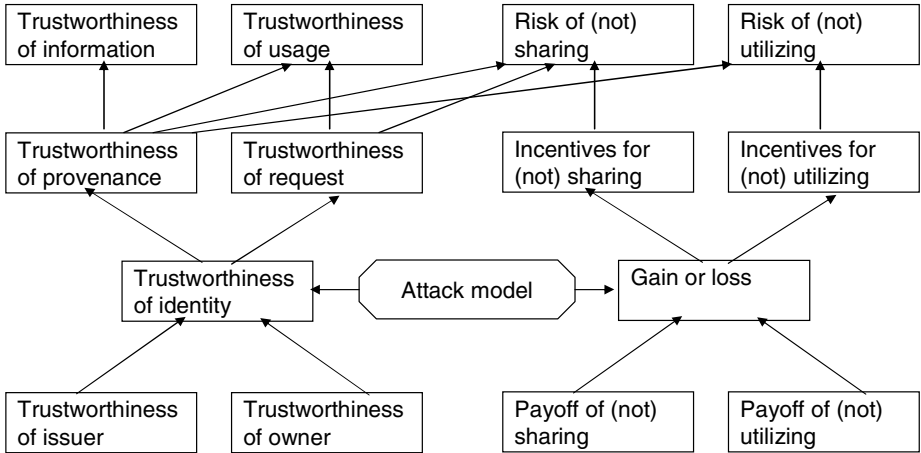 Trustworthiness
of information
Trustworthiness
of usage
Risk of (not)
sharing
Risk of (not)
utilizing
Trustworthiness
of provenance
Trustworthiness
of request
Incentives for
(not) sharing
Incentives for
(not) utilizing
Trustworthiness
of identity
Attack model
Gain or loss
Trustworthiness
of issuer
Trustworthiness
of owner
Payoff of (not)
sharing
Payoff of (not)
utilizing